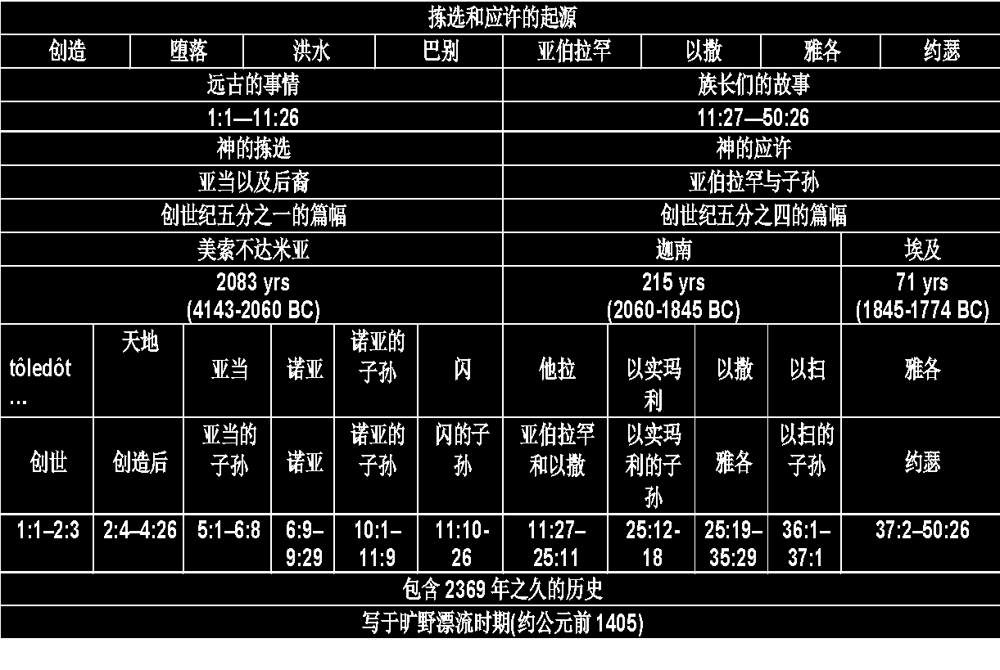 拣选和应许的起源
创造 堕落 洪水 巴别 亚伯拉罕 以撒 雅各 约瑟
远古的事情 族长们的故事
1:1—11:26 11:27—50:26
神的拣选 神的应许
亚当以及后裔 亚伯拉罕与子孙
创世纪五分之一的篇幅 创世纪五分之四的篇幅
美索不达米亚 迦南 埃及
2083 yrs 215 yrs 71 yrs
(4143-2060 BC) (2060-1845 BC) (1845-1774 BC)
tôledôt
…
天地
亚当
诺亚
诺亚的
子孙
闪
他拉
以实玛
利
以撒
以扫
雅各
创世
创造后
亚当的
子孙
诺亚
诺亚的
子孙
闪的子
孙
亚伯拉罕
和以撒
以实玛
利的子
孙
雅各
以扫的
子孙
约瑟
1:1–2:3
2:4–4:26
5:1–6:8
6:9–
9:29
10:1–
11:9
11:10-
26
11:27–
25:11
25:12-
18
25:19–
35:29
36:1–
37:1
37:2–50:26
包含 2369 年之久的历史
写于旷野漂流时期(约公元前 1405)